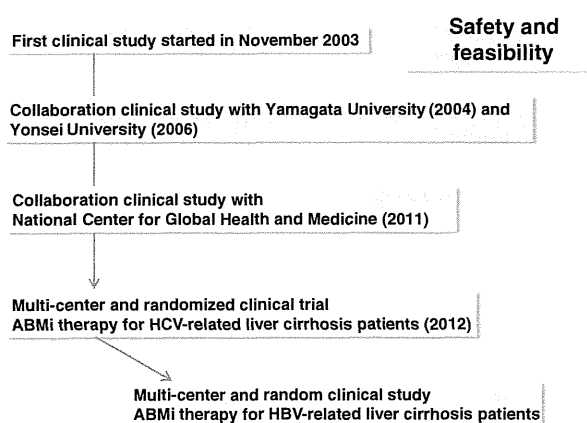 Safety and
feasibility
First clinical study started in November 2003
Collaboration clinical study with Yamagata University (2004) and
Yonsei University (2006)
Collaboration clinical study with
National Center for Global Health and Medicine (2011)
Multi-center and randomized clinical trial
ABMi therapy for HCV-related liver cirrhosis patients (2012)
Multi-center and random clinical study
ABMi therapy for HBV-related liver cirrhosis patients